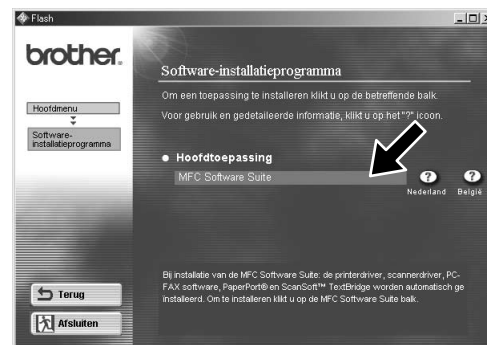 Flash
brother.
Hoofdmenu
Software-
installatieprogramma
Software-installatieprogramma
Om een toepassing te installeren klikt u op de betreffende balk.
Voor gebruik en gedetaileerde informatie, klikt u op het "?" icoon.
Hoofdtoepassing
MFC Software Suite
? ?
Nederland België
Bij installatie van de MFC Software Suite: de printerdriver, scannerdriver, PC-
FAX software, PaperPort® en ScanSoft™ TextBridge worden automatisch ge
installeerd. Om te installeren klikt u op de MFC Software Suite balk.
Terug
Afsluiten